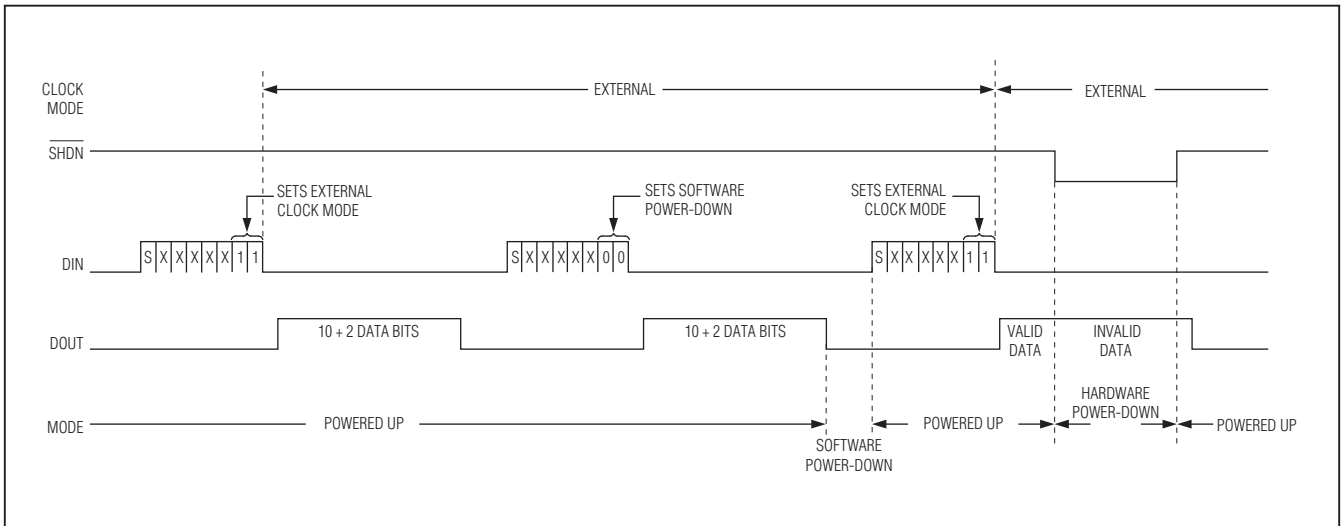 CLOCK
MODE
EXTERNAL
EXTERNAL
SHDN
SETS EXTERNAL
CLOCK MODE
SETS SOFTWARE
POWER-DOWN
SETS EXTERNAL
CLOCK MODE
DIN
S X X X X X 1 1
S X X X X X 0 0
S X X X X X 1 1
DOUT
10 + 2 DATA BITS
10 + 2 DATA BITS
VALID
DATA
INVALID
DATA
MODE
POWERED UP
SOFTWARE
POWER-DOWN
POWERED UP
HARDWARE
POWER-DOWN
POWERED UP